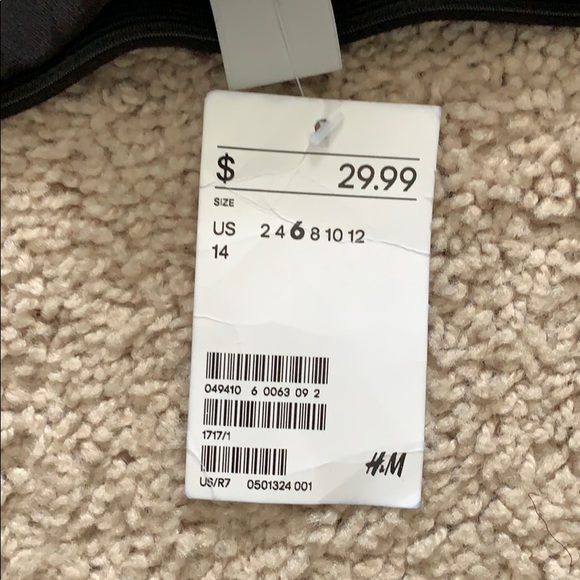 $ 29.99
SIZE
US 2 4 6 8 10 12
14
049410 6 0063 09 2
1717/1
H&M
US/R7 0501324 001